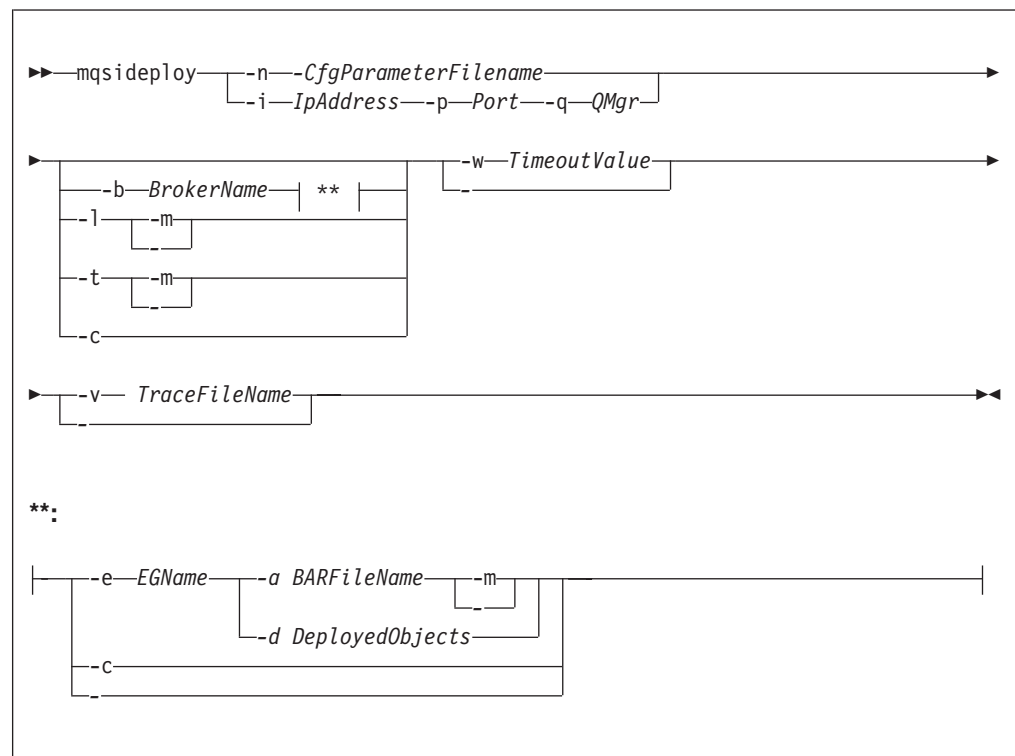 mqsideploy -n -CfgParameterFilename
-i IpAddress -p Port -q QMgr
-b BrokerName ** -w TimeoutValue
-
-l -m
-
-t -m
-
-c
-v TraceFileName
-
**:
- -e EGName -a BARFileName -m
-
-d DeployedObjects
-c
-